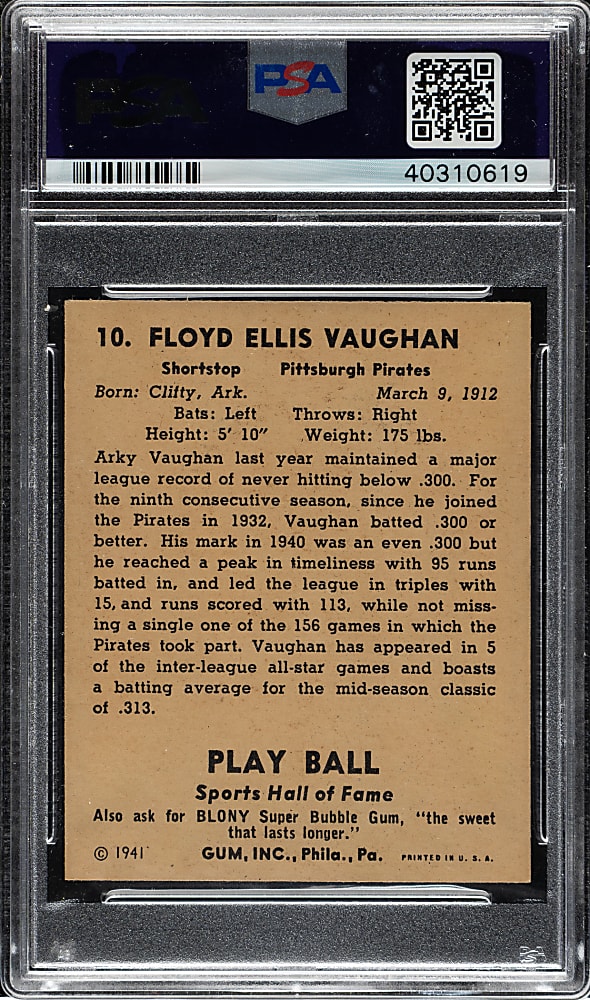 PSA
PSA
40310619
10. FLOYD ELLIS VAUGHAN
Shortstop Pittsburgh Pirates
Born: Clifty, Ark. March 9, 1912
Bats: Left Throws: Right
Height: 5' 10" Weight: 175 lbs.
Arky Vaughan last year maintained a major
league record of never hitting below .300. For
the ninth consecutive season, since he joined
the Pirates in 1932, Vaughan batted .300 or
better. His mark in 1940 was an even .300 but
he reached a peak in timeliness with 95 runs
batted in, and led the league in triples with
15, and runs scored with 113, while not miss-
ing a single one of the 156 games in which the
Pirates took part. Vaughan has appeared in 5
of the inter-league all-star games and boasts
a batting average for the mid-season classic
of .313.
PLAY BALL
Sports Hall of Fame
Also ask for BLONY Super Bubble Gum, "the sweet
that lasts longer."
© 1941 GUM, INC., Phila., Pa. PRINTED IN U. S. A.